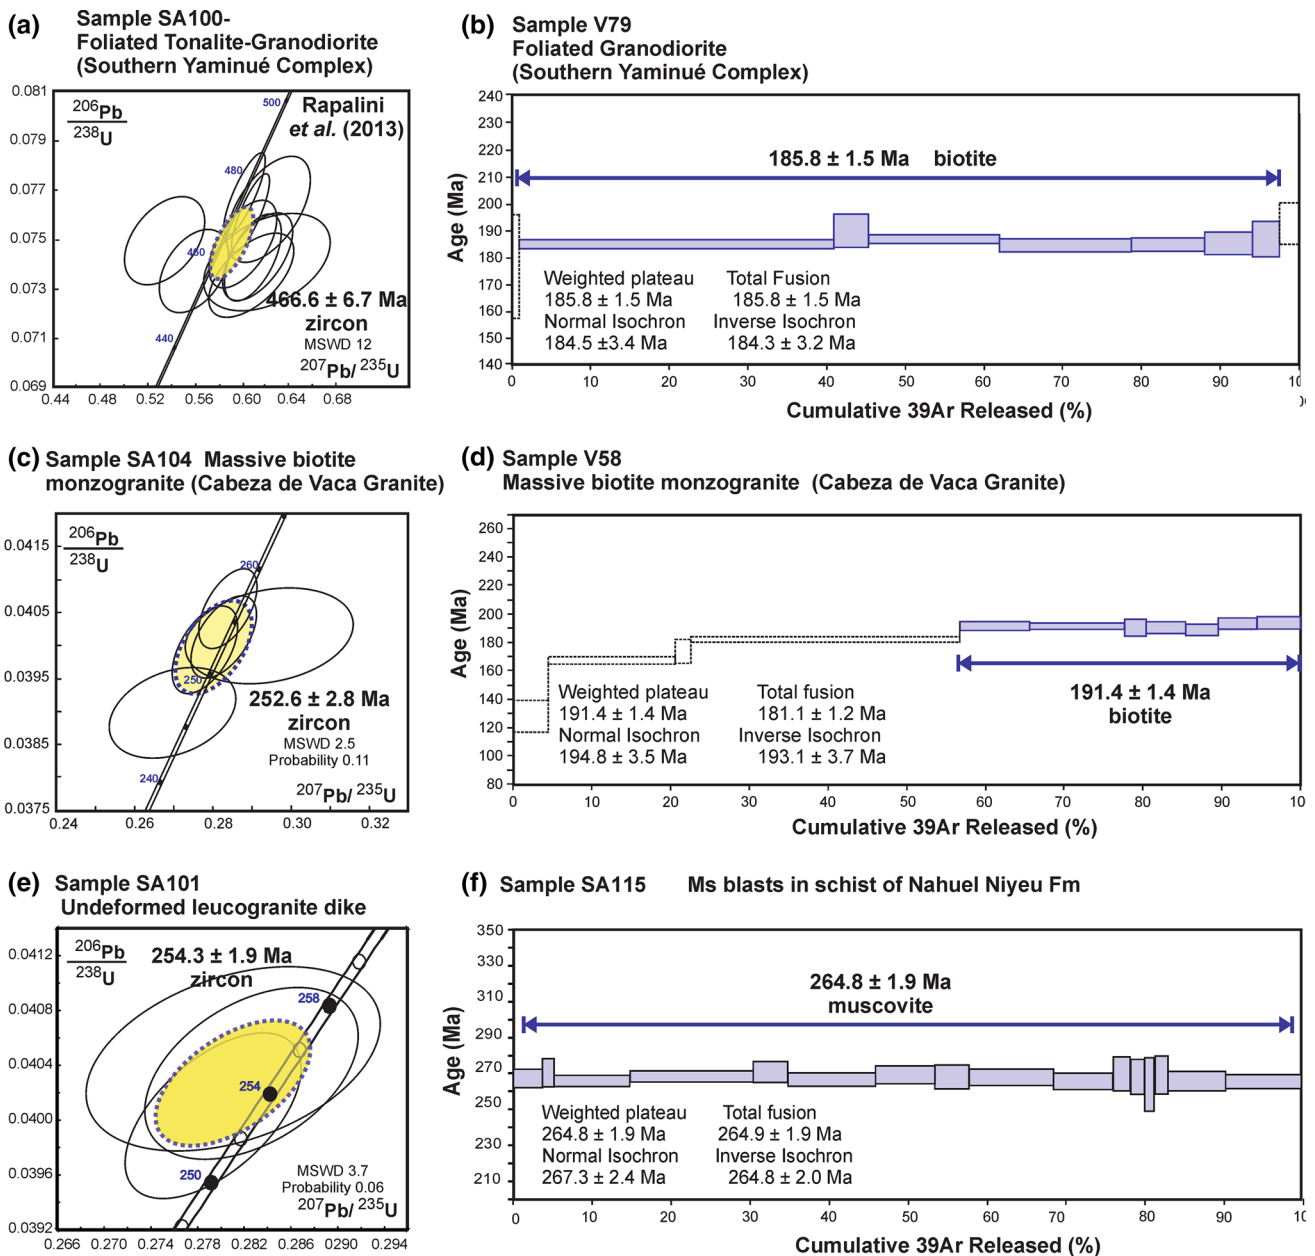 (a) Sample SA100-
Foliated Tonalite-Granodiorite
(Southern Yaminué Complex)
0.081
0.079
0.077
0.075
0.073
0.071
0.069
206Pb
238U
500
480
460
440
Rapalini
et al. (2013)
466.6 ± 6.7 Ma
zircon
MSWD 12
207Pb/ 235U
0.44 0.48 0.52 0.56 0.60 0.64 0.68
(b) Sample V79
Foliated Granodiorite
(Southern Yaminué Complex)
Age (Ma)
240
230
220
210
200
190
180
170
160
150
140
185.8 ± 1.5 Ma biotite
Weighted plateau Total Fusion
185.8 ± 1.5 Ma 185.8 ± 1.5 Ma
Normal Isochron Inverse Isochron
184.5 ±3.4 Ma 184.3 ± 3.2 Ma
0 10 20 30 40 50 60 70 80 90 10
Cumulative 39Ar Released (%)
(c) Sample SA104 Massive biotite
monzogranite (Cabeza de Vaca Granite)
0.0415
0.0405
0.0395
0.0385
0.0375
206Pb
238U
260
250
240
252.6 ± 2.8 Ma
zircon
MSWD 2.5
Probability 0.11
207Pb/ 235U
0.24 0.26 0.28 0.30 0.32
(d) Sample V58
Massive biotite monzogranite (Cabeza de Vaca Granite)
Age (Ma)
260
240
220
200
180
160
140
120
100
80
191.4 ± 1.4 Ma
biotite
Weighted plateau Total fusion
191.4 ± 1.4 Ma 181.1 ± 1.2 Ma
Normal Isochron Inverse Isochron
194.8 ± 3.5 Ma 193.1 ± 3.7 Ma
0 10 20 30 40 50 60 70 80 90 10
Cumulative 39Ar Released (%)
(e) Sample SA101
Undeformed leucogranite dike
0.0412
0.0408
0.0404
0.0400
0.0396
0.0392
206Pb
238U
254.3 ± 1.9 Ma
zircon
258
254
250
MSWD 3.7
Probability 0.06
207Pb/ 235U
0.266 0.270 0.274 0.278 0.282 0.286 0.290 0.294
(f) Sample SA115 Ms blasts in schist of Nahuel Niyeu Fm
Age (Ma)
350
330
310
290
270
250
230
210
264.8 ± 1.9 Ma
muscovite
Weighted plateau Total fusion
264.8 ± 1.9 Ma 264.9 ± 1.9 Ma
Normal Isochron Inverse Isochron
267.3 ± 2.4 Ma 264.8 ± 2.0 Ma
0 10 20 30 40 50 60 70 80 90 10
Cumulative 39Ar Released (%)